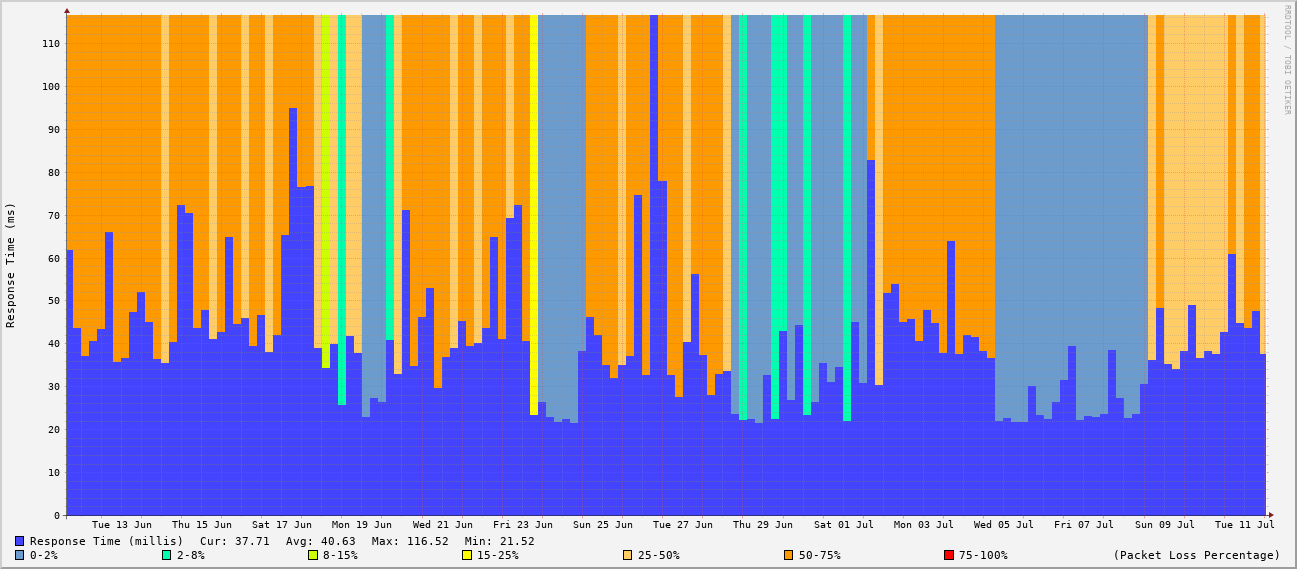 RRDTOOL / TOBI OETIKER
Response Time (ms)
110
100
90
80
70
60
50
40
30
20
10
0
Tue 13 Jun Thu 15 Jun Sat 17 Jun Mon 19 Jun Wed 21 Jun Fri 23 Jun Sun 25 Jun Tue 27 Jun Thu 29 Jun Sat 01 Jul Mon 03 Jul Wed 05 Jul Fri 07 Jul Sun 09 Jul Tue 11 Jul
Response Time (millis) Cur: 37.71 Avg: 40.63 Max: 116.52 Min: 21.52
0-2% 2-8% 8-15% 15-25% 25-50% 50-75% 75-100% (Packet Loss Percentage)